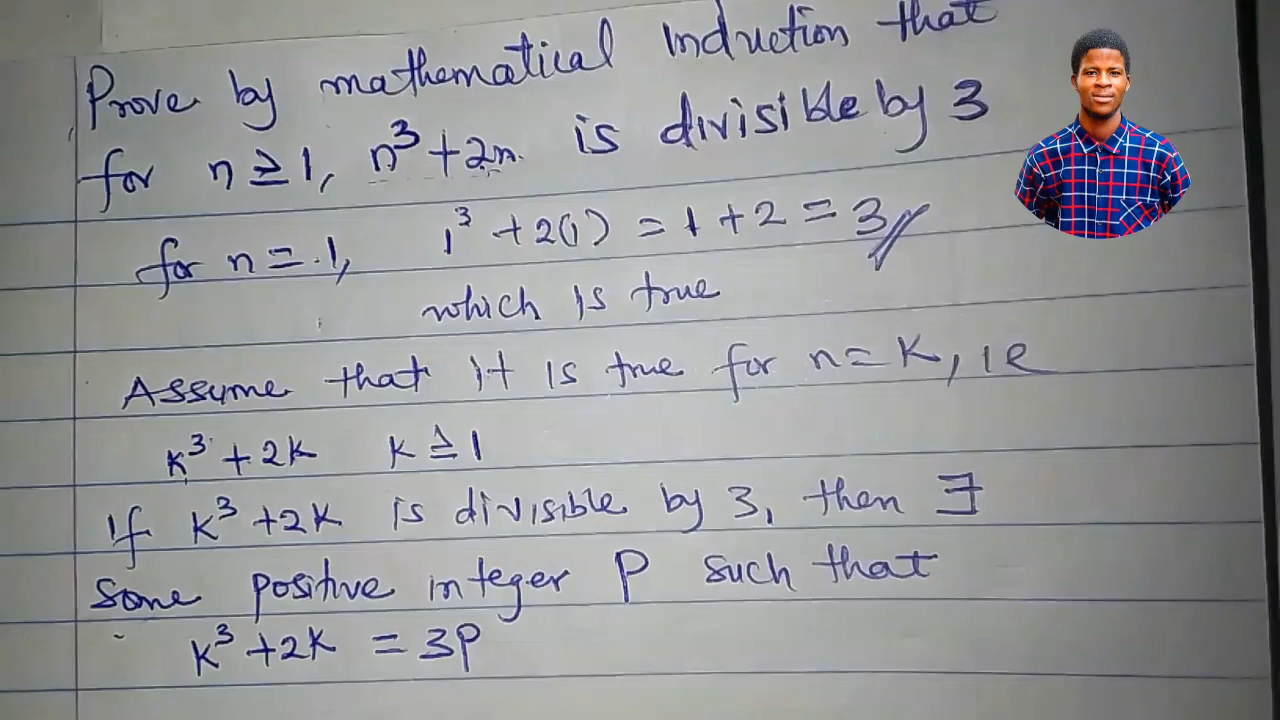 Prove by mathematical Induction that
for n ≥ 1, n³ + 2n is divisible by 3
for n = 1, 1³ + 2(1) = 1 + 2 = 3//
which is true
Assume that it is true for n = K, ie
K³ + 2K K ≥ 1
If K³ + 2K is divisible by 3, then ∃
Some positive integer P such that
K³ + 2K = 3P